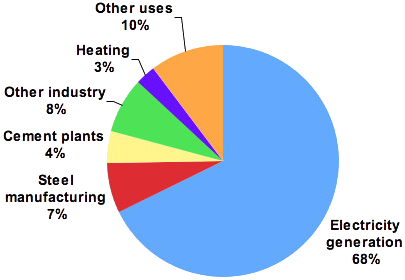 Other uses
10%
Heating
3%
Other industry
8%
Cement plants
4%
Steel
manufacturing
7%
Electricity
generation
68%